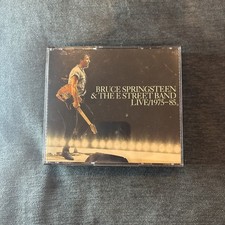 BRUCE SPRINGSTEEN
& THE E STREET BAND
LIVE/1975–85.